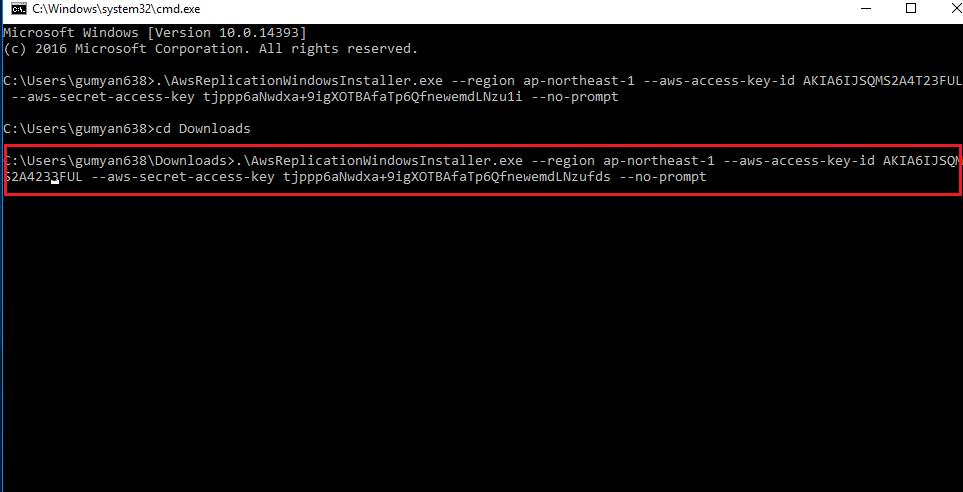 C:\Windows\system32\cmd.exe
Microsoft Windows [Version 10.0.14393]
(c) 2016 Microsoft Corporation. All rights reserved.
C:\Users\gumyan638>.\AwsReplicationWindowsInstaller.exe --region ap-northeast-1 --aws-access-key-id AKIA6IJSQMS2A4T23FUL
--aws-secret-access-key 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 --no-prompt
C:\Users\gumyan638>cd Downloads
C:\Users\gumyan638\Downloads>.\AwsReplicationWindowsInstaller.exe --region ap-northeast-1 --aws-access-key-id AKIA6IJSQM
S2A4233FUL --aws-secret-access-key tjppp6aNwdxa+9igXOTBAfaTp6QfnewemdLNzufds --no-prompt